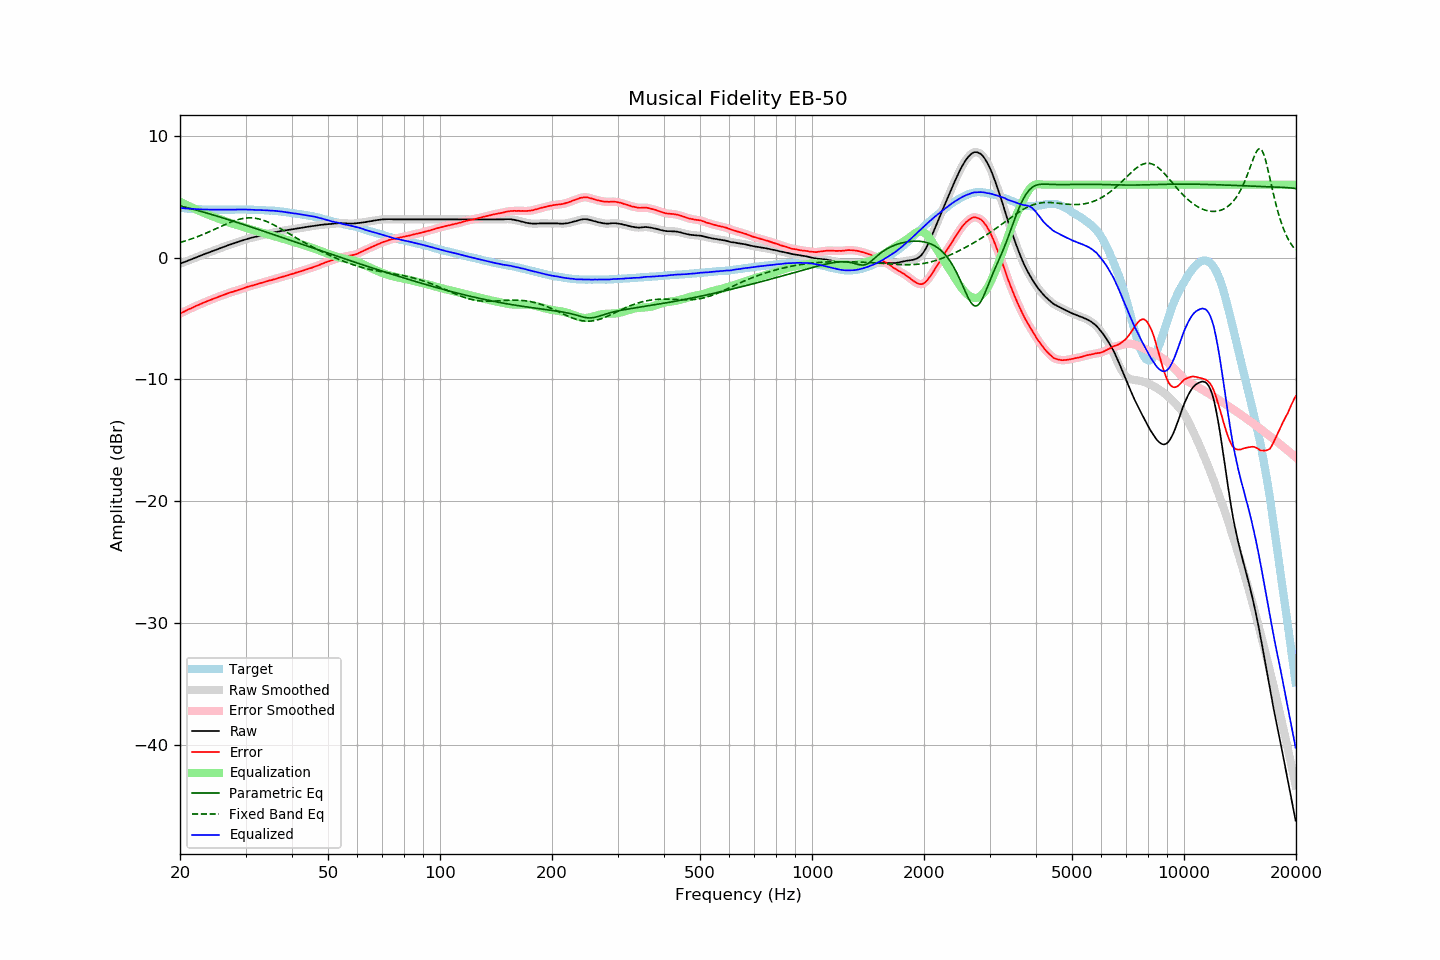 Musical Fidelity EB-50
10
0
−10
−20
−30
−40
Amplitude (dBr)
Target
Raw Smoothed
Error Smoothed
Raw
Error
Equalization
Parametric Eq
Fixed Band Eq
Equalized
20 50 100 200 500 1000 2000 5000 10000 20000
Frequency (Hz)